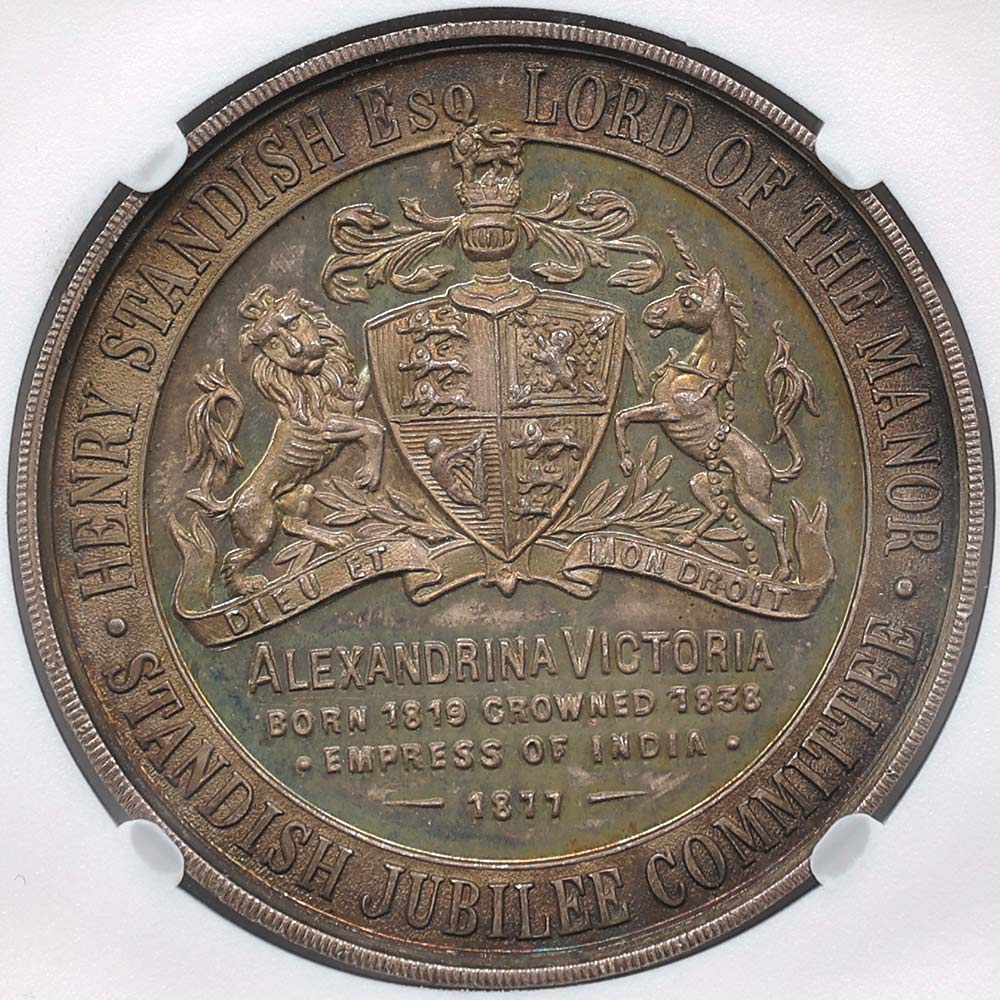 · HENRY STANDISH ESQ LORD OF THE MANOR ·
STANDISH JUBILEE COMMITTEE
DIEU ET MON DROIT
ALEXANDRINA VICTORIA
BORN 1819 CROWNED 1838
· EMPRESS OF INDIA ·
— 1877 —